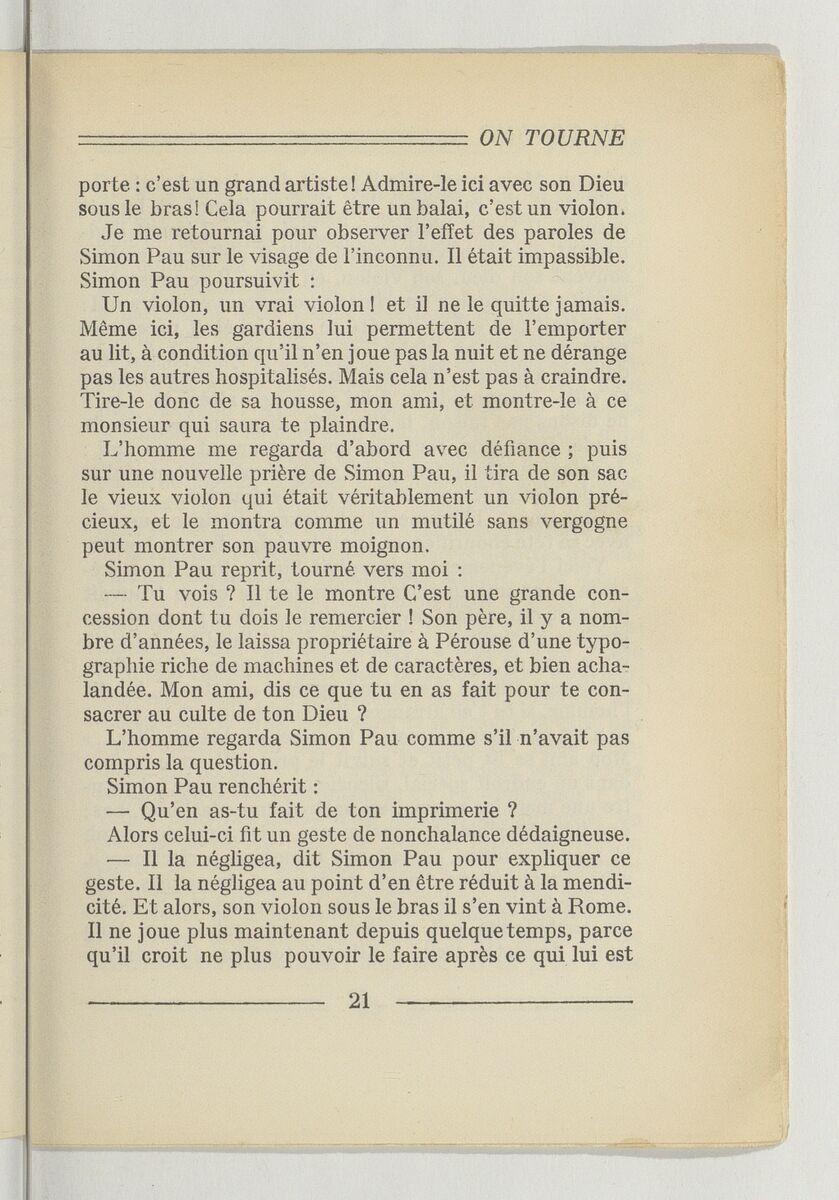 ON TOURNE
porte : c'est un grand artiste ! Admire-le ici avec son Dieu
sous le bras! Cela pourrait être un balai, c'est un violon.
Je me retournai pour observer l'effet des paroles de
Simon Pau sur le visage de l'inconnu. Il était impassible.
Simon Pau poursuivit :
Un violon, un vrai violon ! et il ne le quitte jamais.
Même ici, les gardiens lui permettent de l'emporter
au lit, à condition qu'il n'en joue pas la nuit et ne dérange
pas les autres hospitalisés. Mais cela n'est pas à craindre.
Tire-le donc de sa housse, mon ami, et montre-le à ce
monsieur qui saura te plaindre.
L'homme me regarda d'abord avec défiance ; puis
sur une nouvelle prière de Simon Pau, il tira de son sac
le vieux violon qui était véritablement un violon pré-
cieux, et le montra comme un mutilé sans vergogne
peut montrer son pauvre moignon.
Simon Pau reprit, tourné vers moi :
— Tu vois ? Il te le montre C'est une grande con-
cession dont tu dois le remercier ! Son père, il y a nom-
bre d'années, le laissa propriétaire à Pérouse d'une typo-
graphie riche de machines et de caractères, et bien acha-
landée. Mon ami, dis ce que tu en as fait pour te con-
sacrer au culte de ton Dieu ?
L'homme regarda Simon Pau comme s'il n'avait pas
compris la question.
Simon Pau renchérit :
— Qu'en as-tu fait de ton imprimerie ?
Alors celui-ci fit un geste de nonchalance dédaigneuse.
— Il la négligea, dit Simon Pau pour expliquer ce
geste. Il la négligea au point d'en être réduit à la mendi-
cité. Et alors, son violon sous le bras il s'en vint à Rome.
Il ne joue plus maintenant depuis quelque temps, parce
qu'il croit ne plus pouvoir le faire après ce qui lui est
21